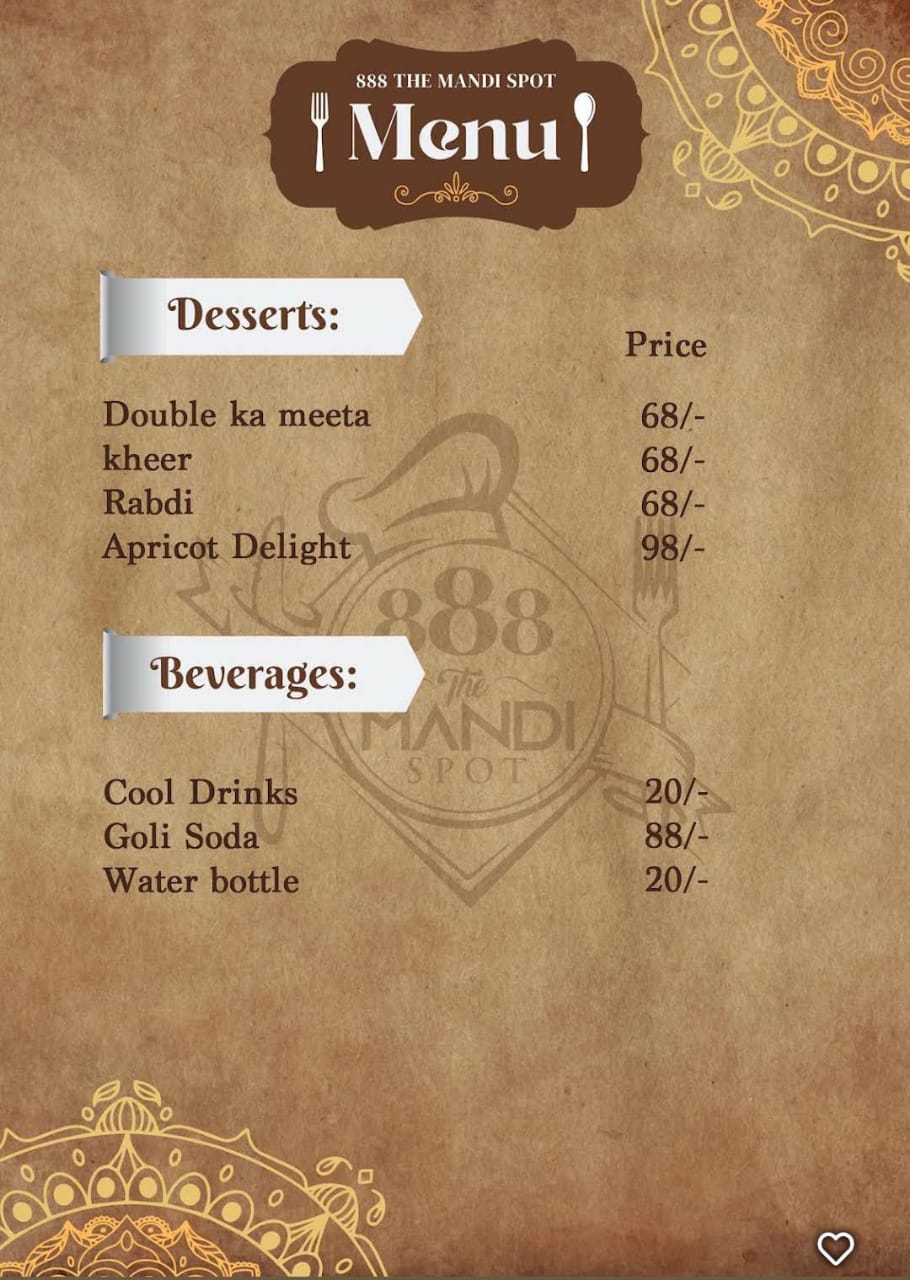 888 THE MANDI SPOT
Menu
Desserts:
Price
Double ka meeta 68/-
kheer 68/-
Rabdi 68/-
Apricot Delight 98/-
888
The
MANDI
SPOT
Beverages:
Cool Drinks 20/-
Goli Soda 88/-
Water bottle 20/-